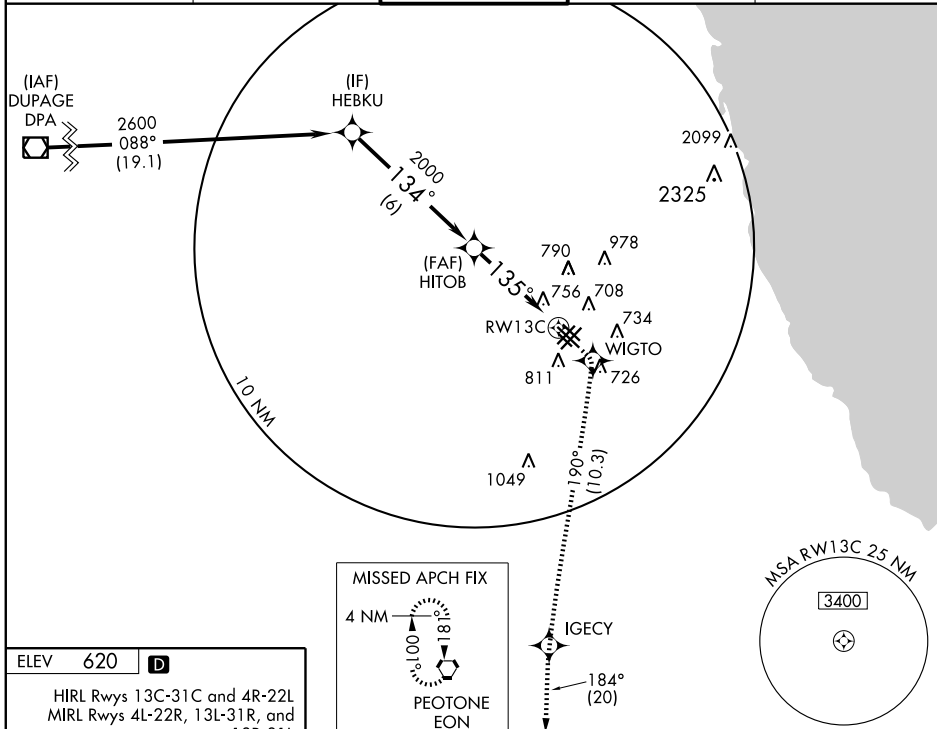 (IAF)
DUPAGE
DPA
2600
088°
(19.1)
(IF)
HEBKU
2000
134°
(6)
(FAF)
HITOB
135°
2099
2325
790
978
756
708
734
RW13C
WIGTO
811
726
10 NM
1049
190°
(10.3)
MISSED APCH FIX
4 NM
001°
181°
PEOTONE
EON
IGECY
184°
(20)
MSA RW13C 25 NM
3400
ELEV 620 D
HIRL Rwys 13C-31C and 4R-22L
MIRL Rwys 4L-22R, 13L-31R, and